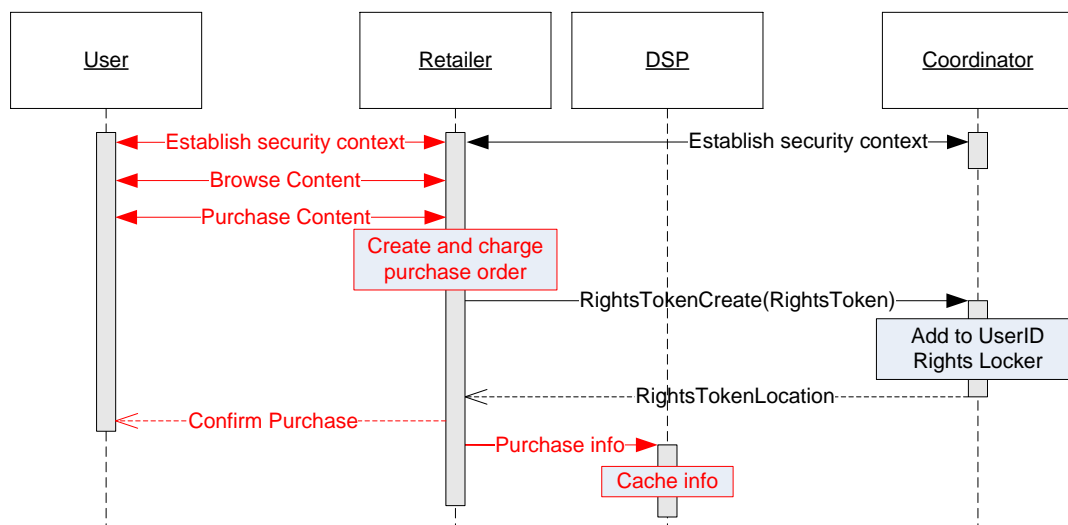 User
Retailer
DSP
Coordinator
Establish security context
Establish security context
Browse Content
Purchase Content
Create and charge
purchase order
RightsTokenCreate(RightsToken)
Add to UserID
Rights Locker
RightsTokenLocation
Confirm Purchase
Purchase info
Cache info